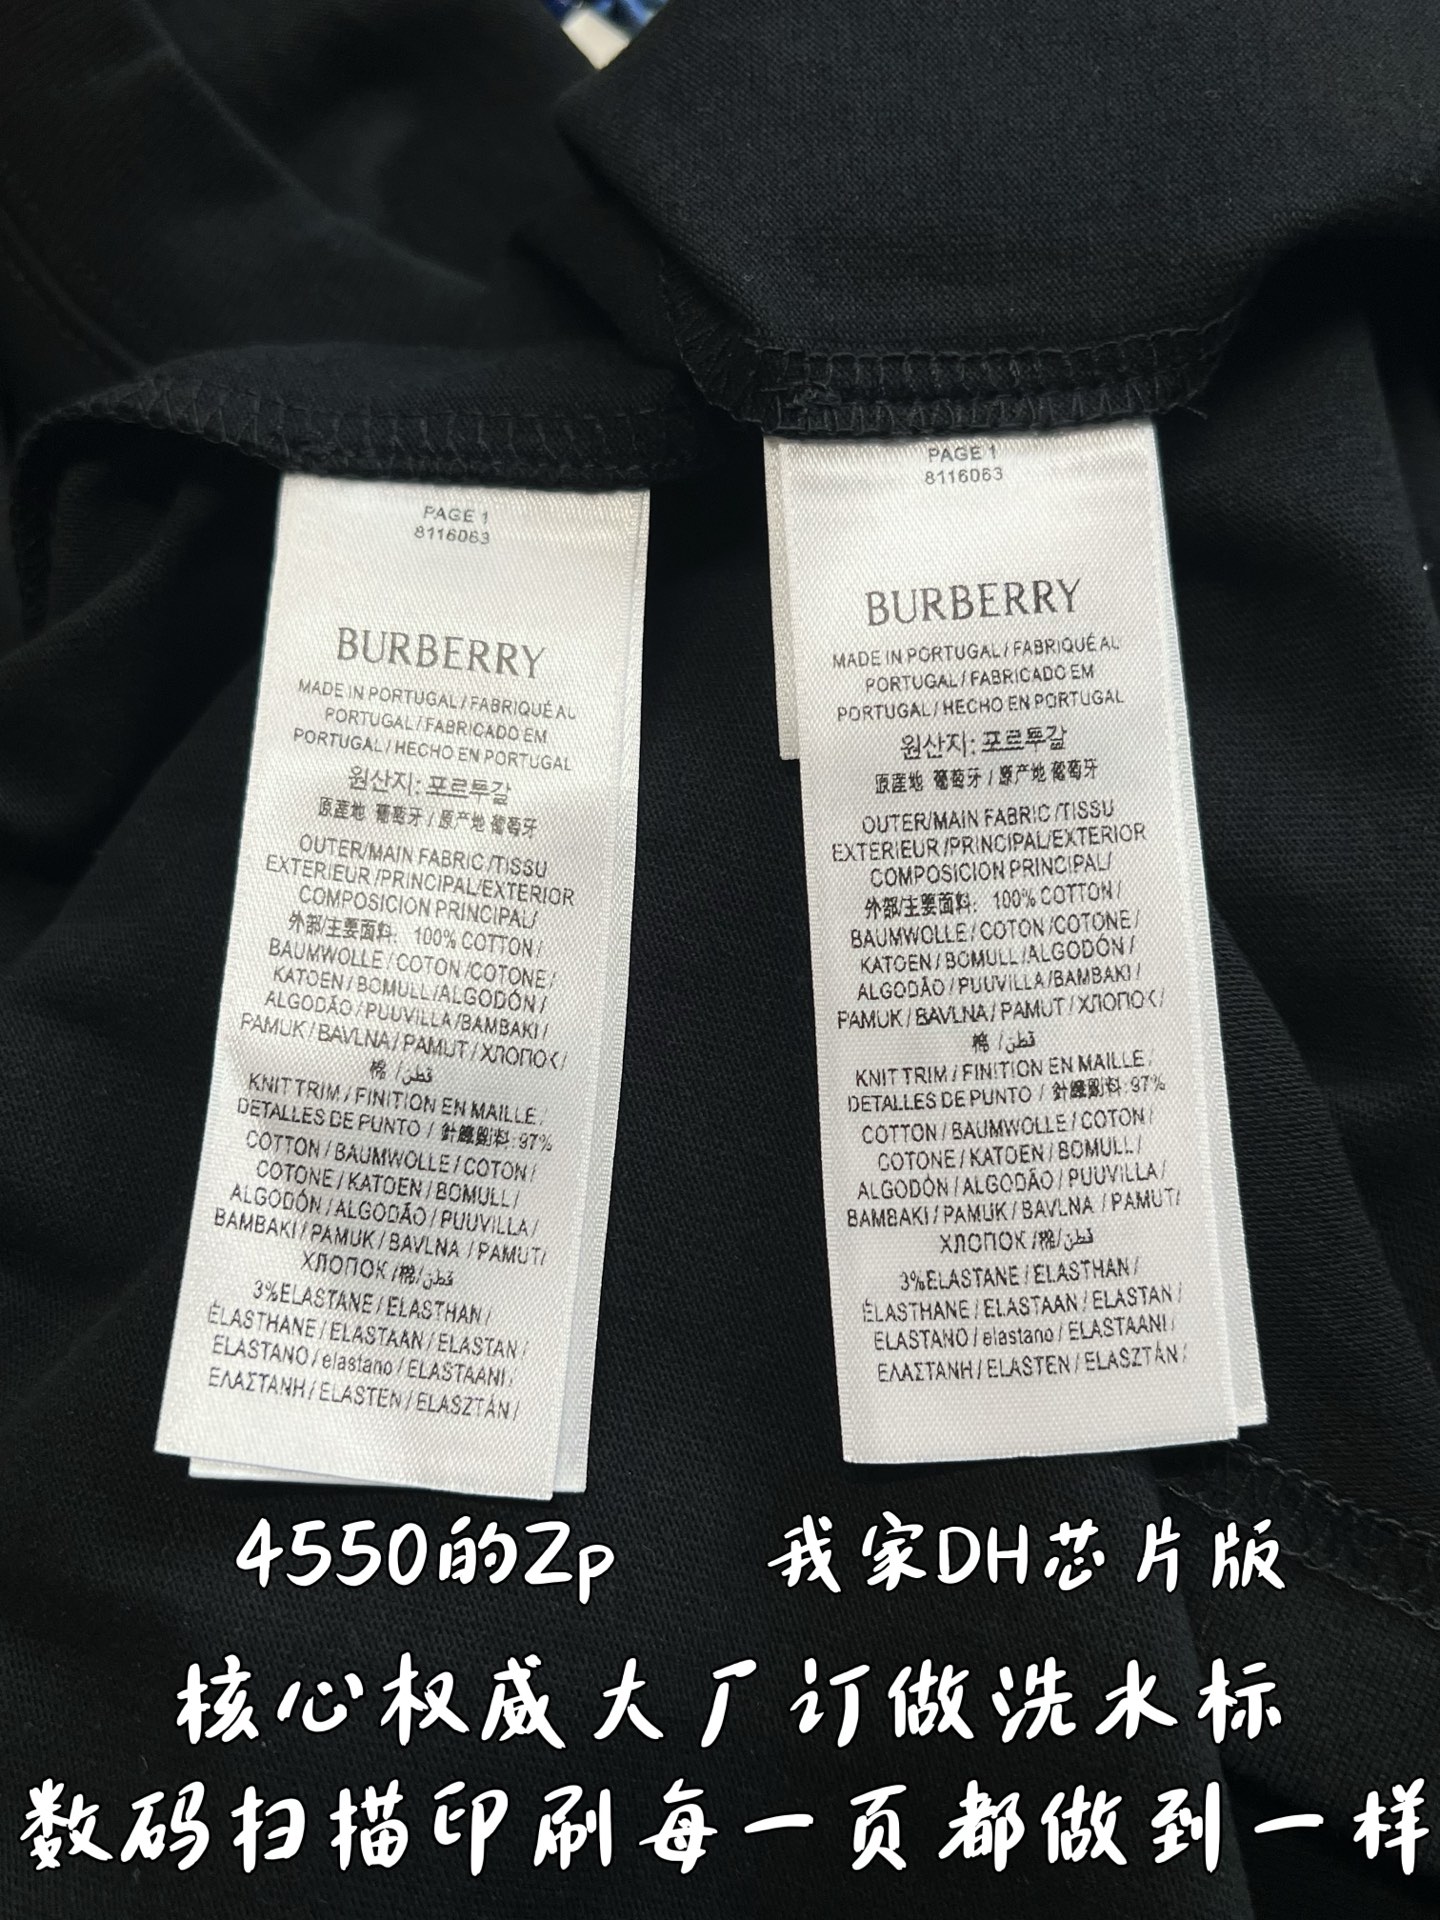 PAGE 1
8116063
BURBERRY
MADE IN PORTUGAL / FABRIQUÉ AU
PORTUGAL / FABRICADO EM
PORTUGAL / HECHO EN PORTUGAL
원산지: 포르투갈
原産地 葡萄牙 / 原产地 葡萄牙
OUTER/MAIN FABRIC /TISSU
EXTERIEUR /PRINCIPAL/EXTERIOR
COMPOSICION PRINCIPAL/
外部/主要面料: 100% COTTON /
BAUMWOLLE / COTON /COTONE /
KATOEN / BOMULL /ALGODÓN /
ALGODÃO / PUUVILLA /BAMBAKI /
PAMUK / BAVLNA / PAMUT / ХЛОПОК /
棉 /قطن
KNIT TRIM / FINITION EN MAILLE /
DETALLES DE PUNTO / 針織副料: 97%
COTTON / BAUMWOLLE / COTON /
COTONE / KATOEN / BOMULL /
ALGODÓN / ALGODÃO / PUUVILLA /
BAMBAKI / PAMUK / BAVLNA / PAMUT /
ХЛОПОК /棉/قطن
3%ELASTANE / ELASTHAN /
ÉLASTHANE / ELASTAAN / ELASTAN /
ELASTANO / elastano / ELASTAANI /
ΕΛΑΣΤΑΝΗ / ELASTEN / ELASZTÁN /
PAGE 1
8116063
BURBERRY
MADE IN PORTUGAL / FABRIQUÉ AU
PORTUGAL / FABRICADO EM
PORTUGAL / HECHO EN PORTUGAL
원산지: 포르투갈
原産地 葡萄牙 / 原产地 葡萄牙
OUTER/MAIN FABRIC /TISSU
EXTERIEUR /PRINCIPAL/EXTERIOR
COMPOSICION PRINCIPAL/
外部/主要面料: 100% COTTON /
BAUMWOLLE / COTON /COTONE /
KATOEN / BOMULL /ALGODÓN /
ALGODÃO / PUUVILLA /BAMBAKI /
PAMUK / BAVLNA / PAMUT / ХЛОПОК /
棉 /قطن
KNIT TRIM / FINITION EN MAILLE /
DETALLES DE PUNTO / 針織副料: 97%
COTTON / BAUMWOLLE / COTON /
COTONE / KATOEN / BOMULL /
ALGODÓN / ALGODÃO / PUUVILLA /
BAMBAKI / PAMUK / BAVLNA / PAMUT /
ХЛОПОК /棉/قطن
3%ELASTANE / ELASTHAN /
ÉLASTHANE / ELASTAAN / ELASTAN /
ELASTANO / elastano / ELASTAANI /
ΕΛΑΣΤΑΝΗ / ELASTEN / ELASZTÁN /
4550的Zp
我家DH芯片版
核心权威大厂订做洗水标
数码扫描印刷每一页都做到一样